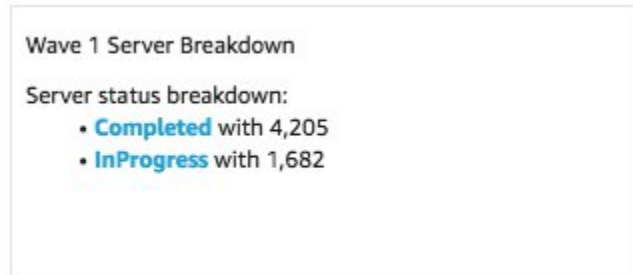 Wave 1 Server Breakdown
Server status breakdown:
• Completed with 4,205
• InProgress with 1,682